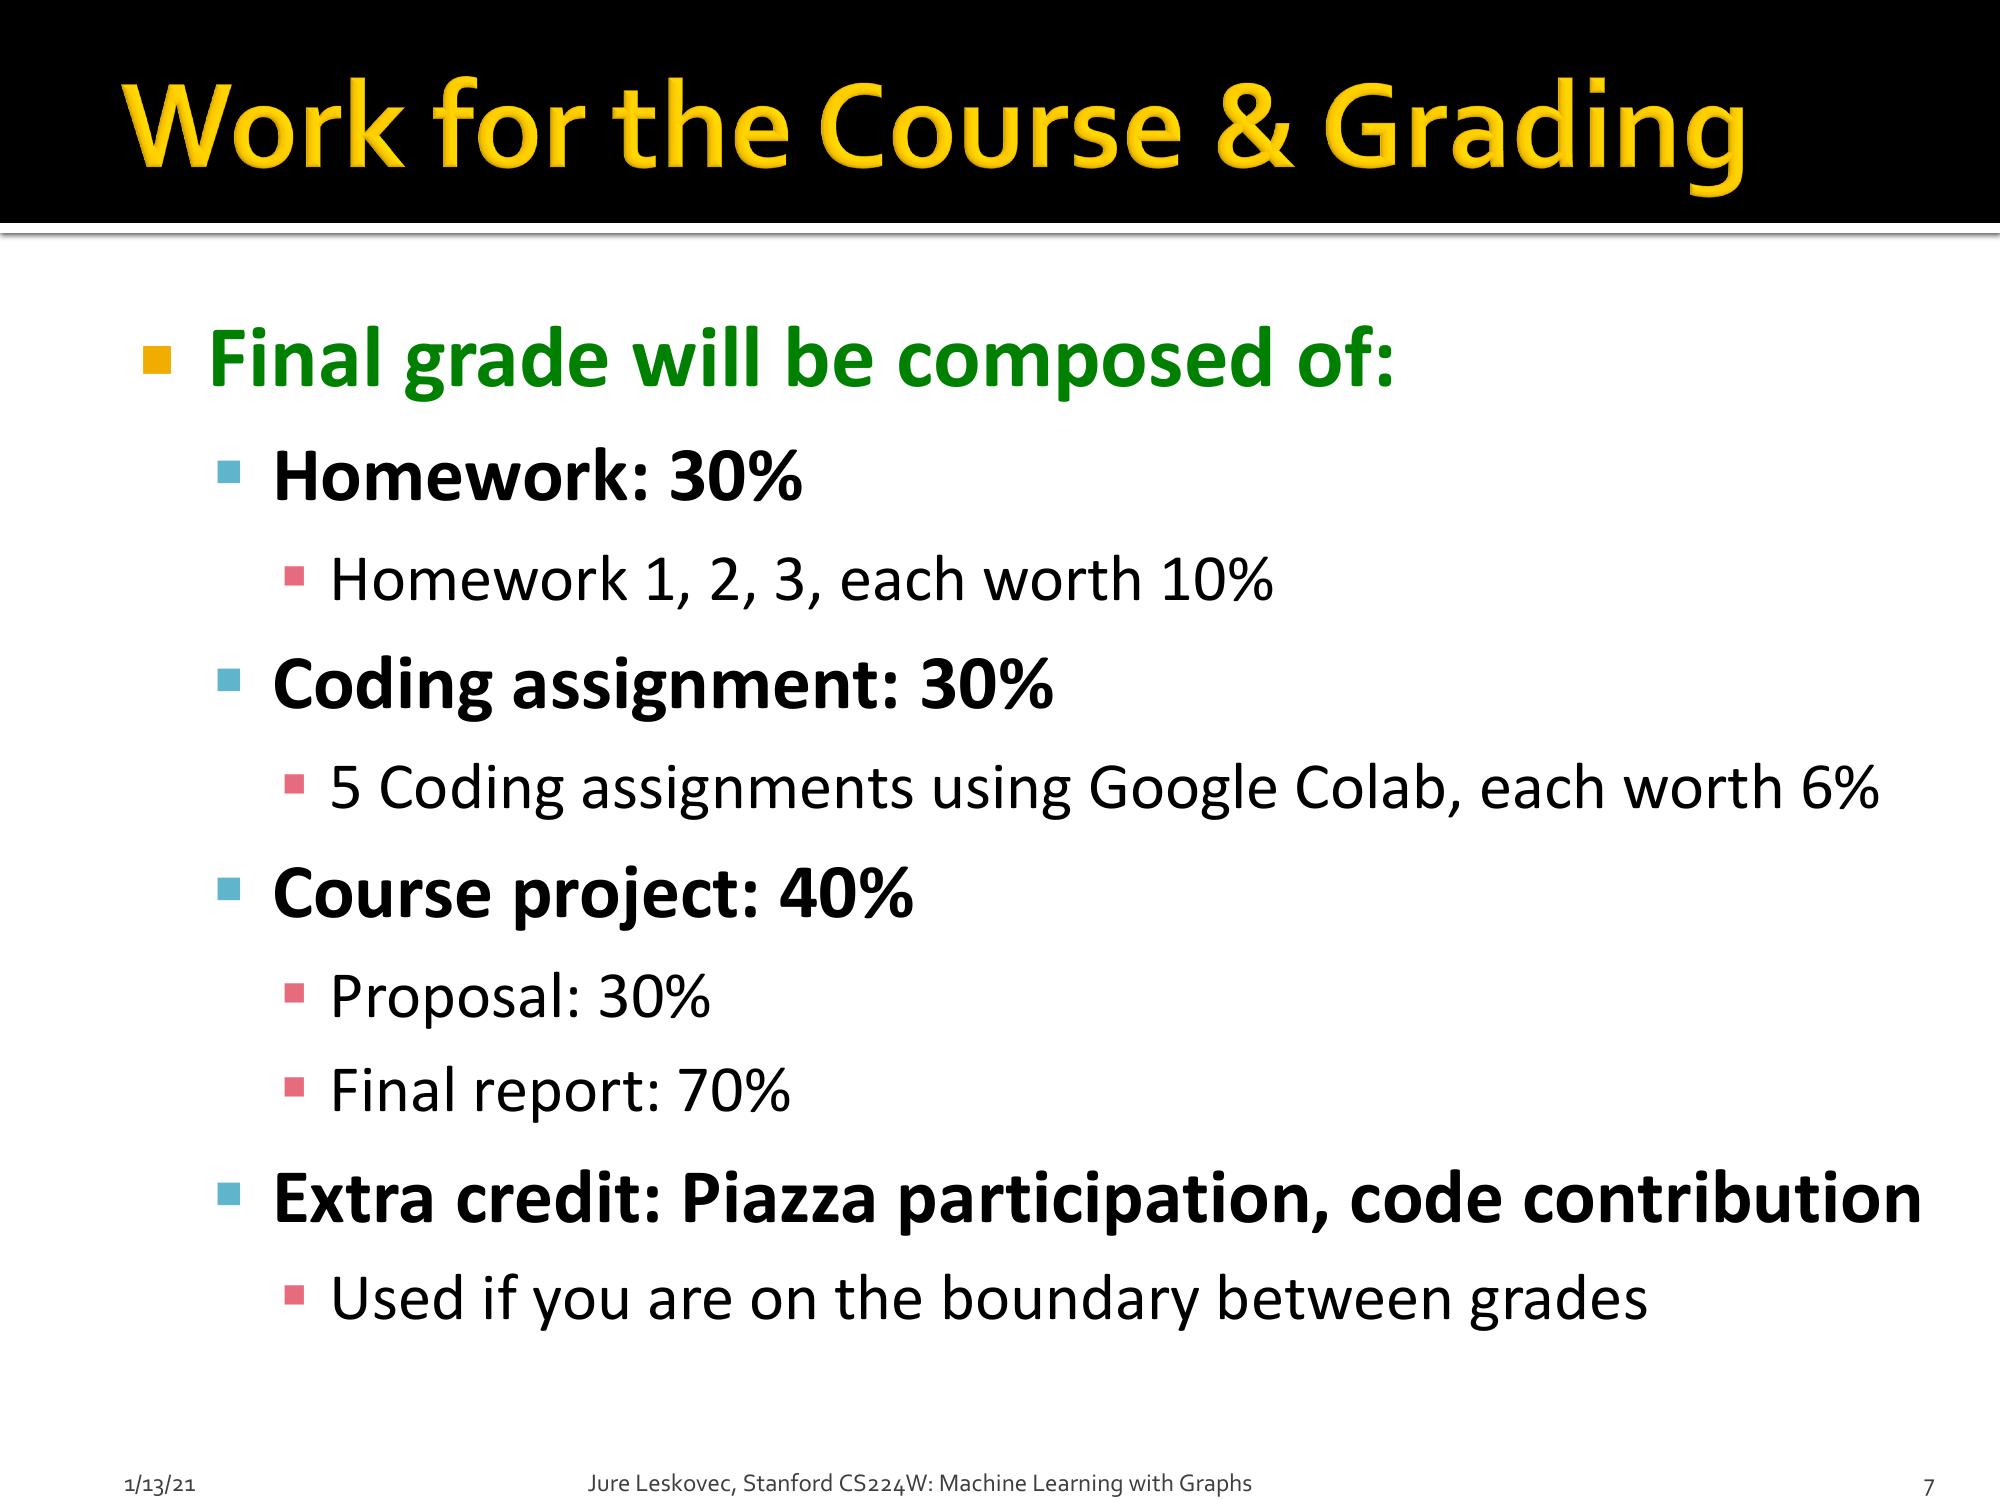 Work for the Course & Grading
Final grade will be composed of:
Homework: 30%
Homework 1, 2, 3, each worth 10%
Coding assignment: 30%
5 Coding assignments using Google Colab, each worth 6%
Course project: 40%
Proposal: 30%
Final report: 70%
Extra credit: Piazza participation, code contribution
Used if you are on the boundary between grades
1/13/21
Jure Leskovec, Stanford CS224W: Machine Learning with Graphs
7